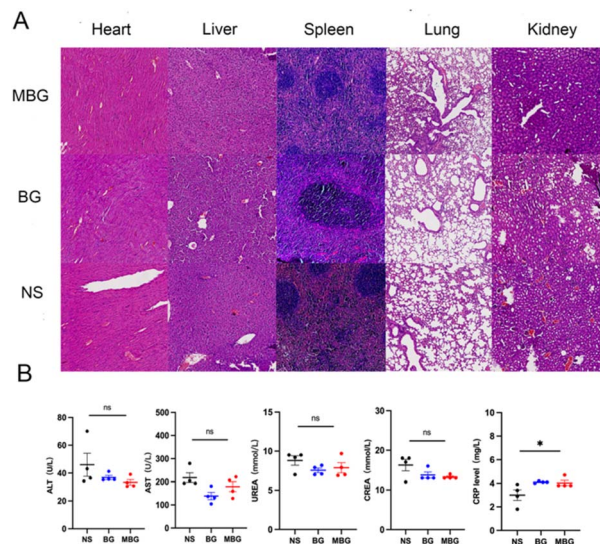 A
Heart Liver Spleen Lung Kidney
MBG
BG
NS
B
ns
ALT (U/L)
80
60
40
20
0
NS BG MBG
ns
AST (U/L)
500
400
300
200
100
0
NS BG MBG
ns
UREA (mmol/L)
15
10
5
0
NS BG MBG
ns
CREA (mmol/L)
30
20
10
0
NS BG MBG
*
CRP level (mg/L)
10
8
6
4
2
0
NS BG MBG